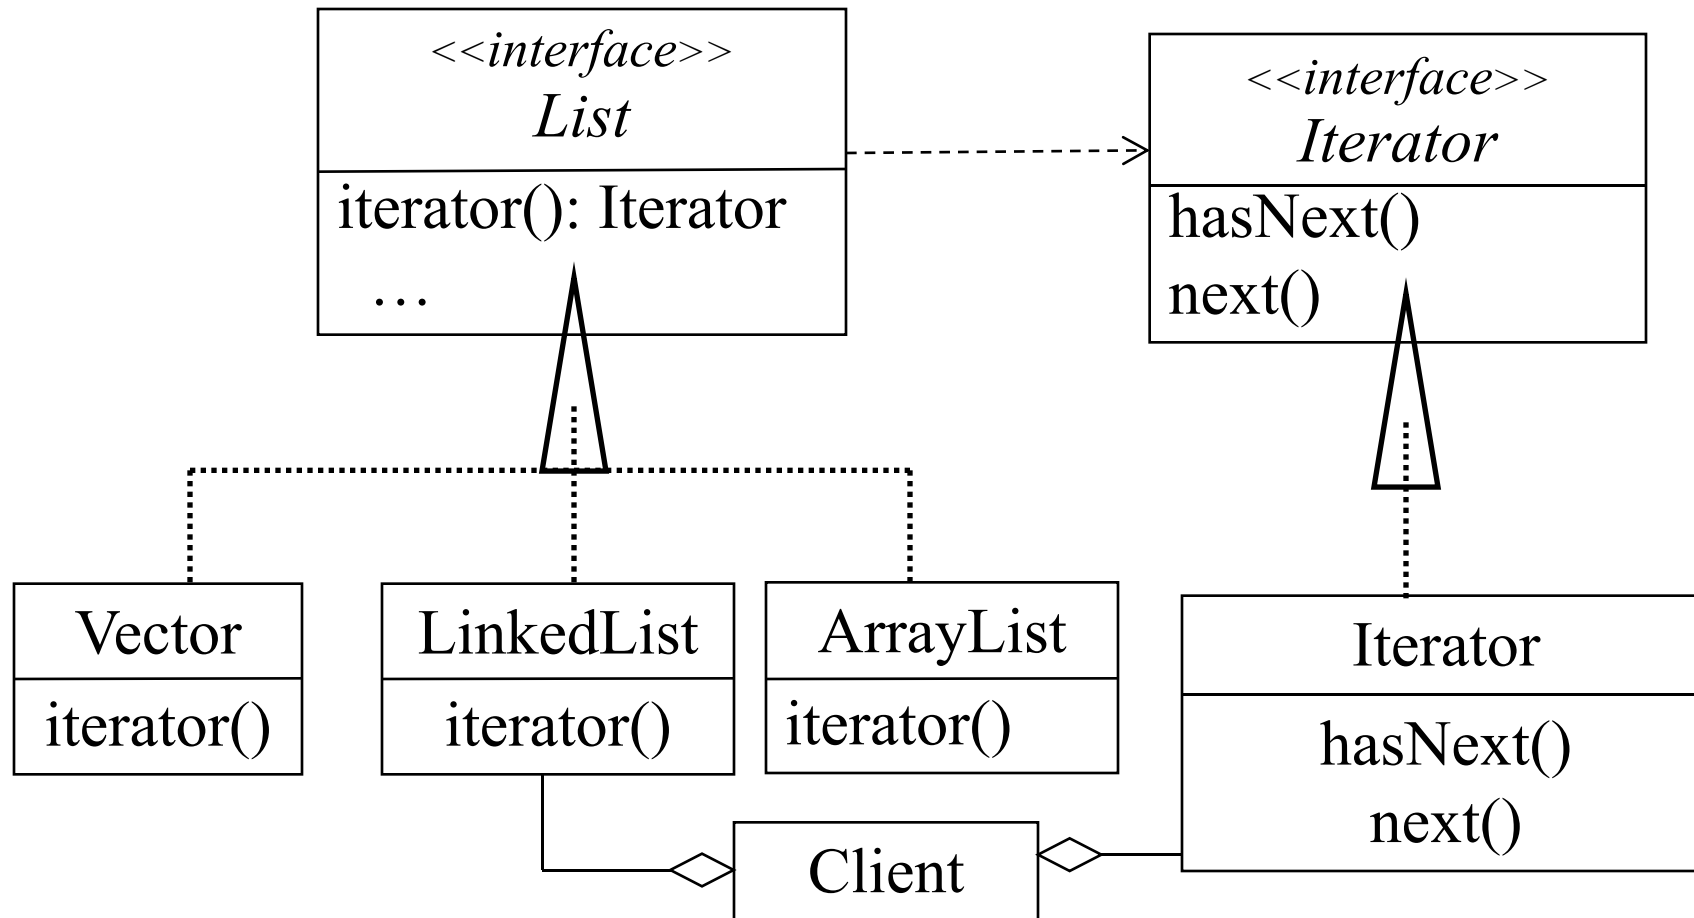 <<interface>>
List
iterator(): Iterator
…
<<interface>>
Iterator
hasNext()
next()
Vector
iterator()
LinkedList
iterator()
ArrayList
iterator()
Iterator
hasNext()
next()
Client